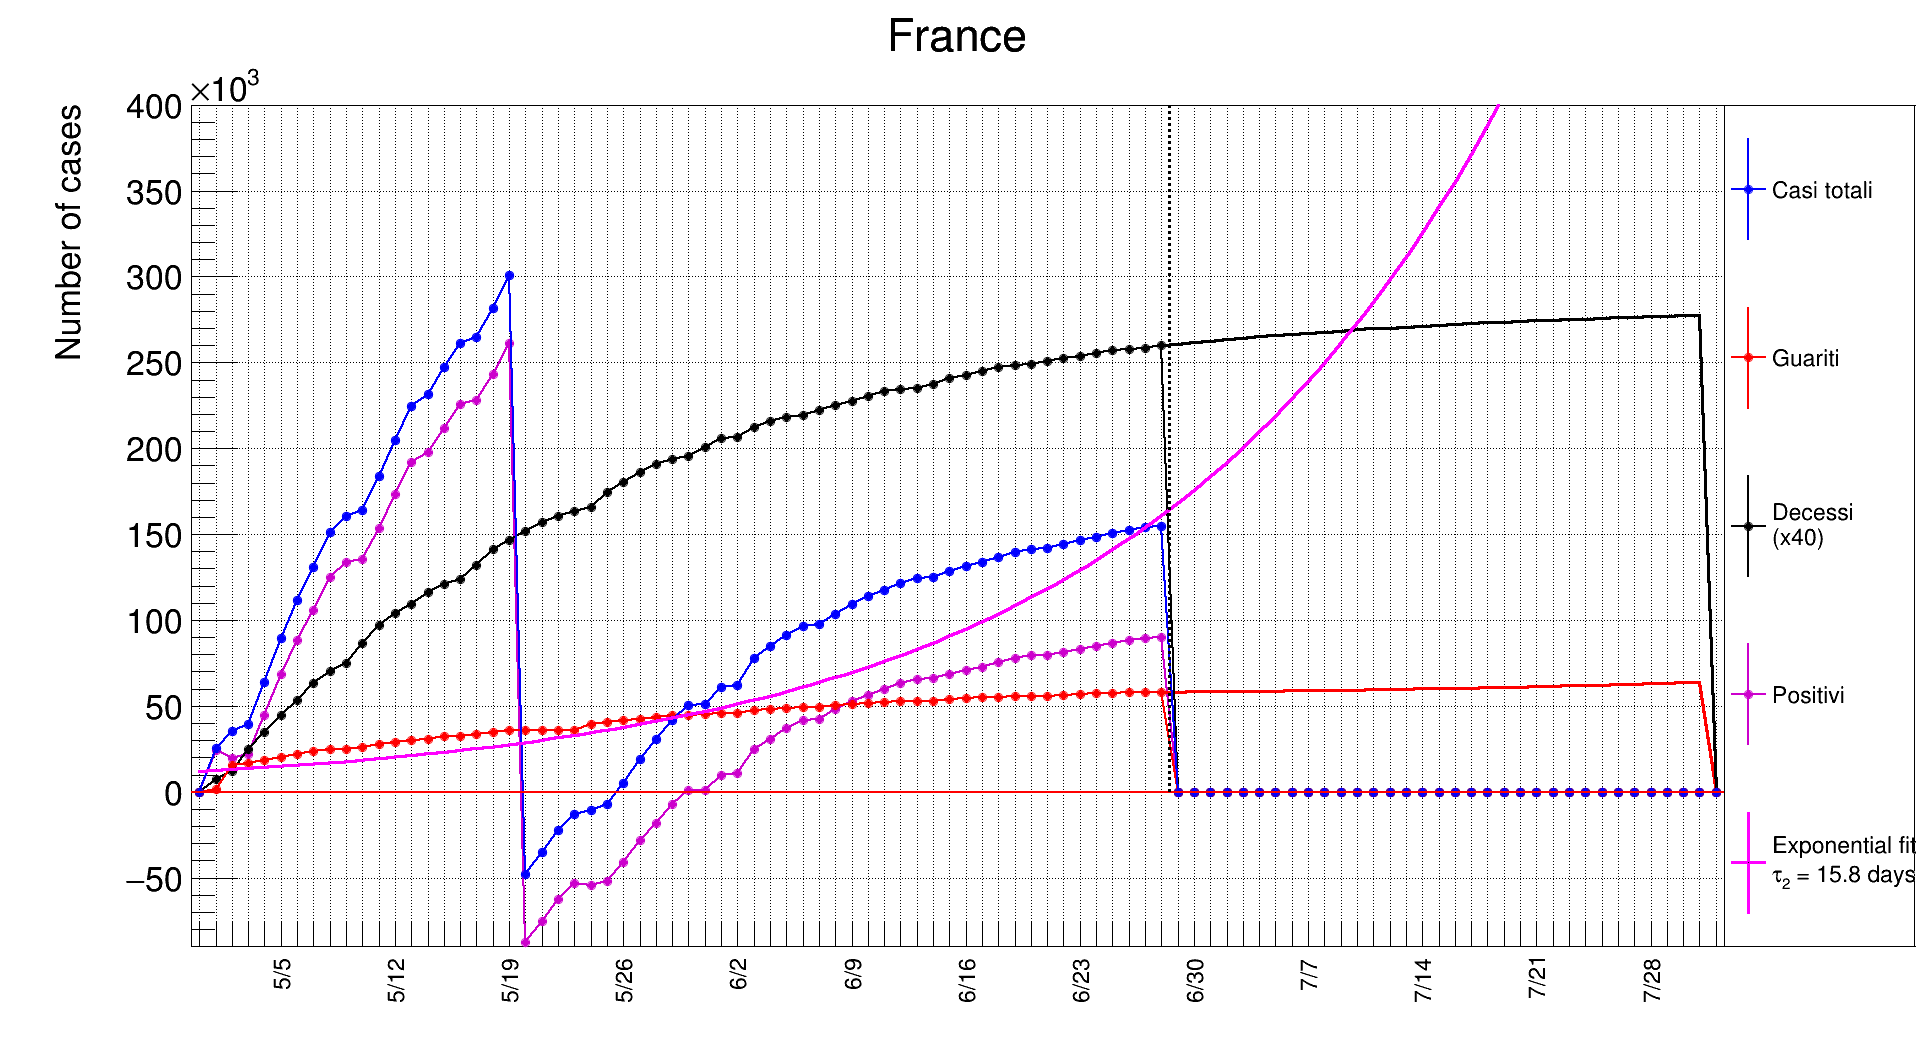 France
×10³
Number of cases
400
350
300
250
200
150
100
50
0
−50
5/5
5/12
5/19
5/26
6/2
6/9
6/16
6/23
6/30
7/7
7/14
7/21
7/28
Casi totali
Guariti
Decessi
(x40)
Positivi
Exponential fit
τ₂ = 15.8 days